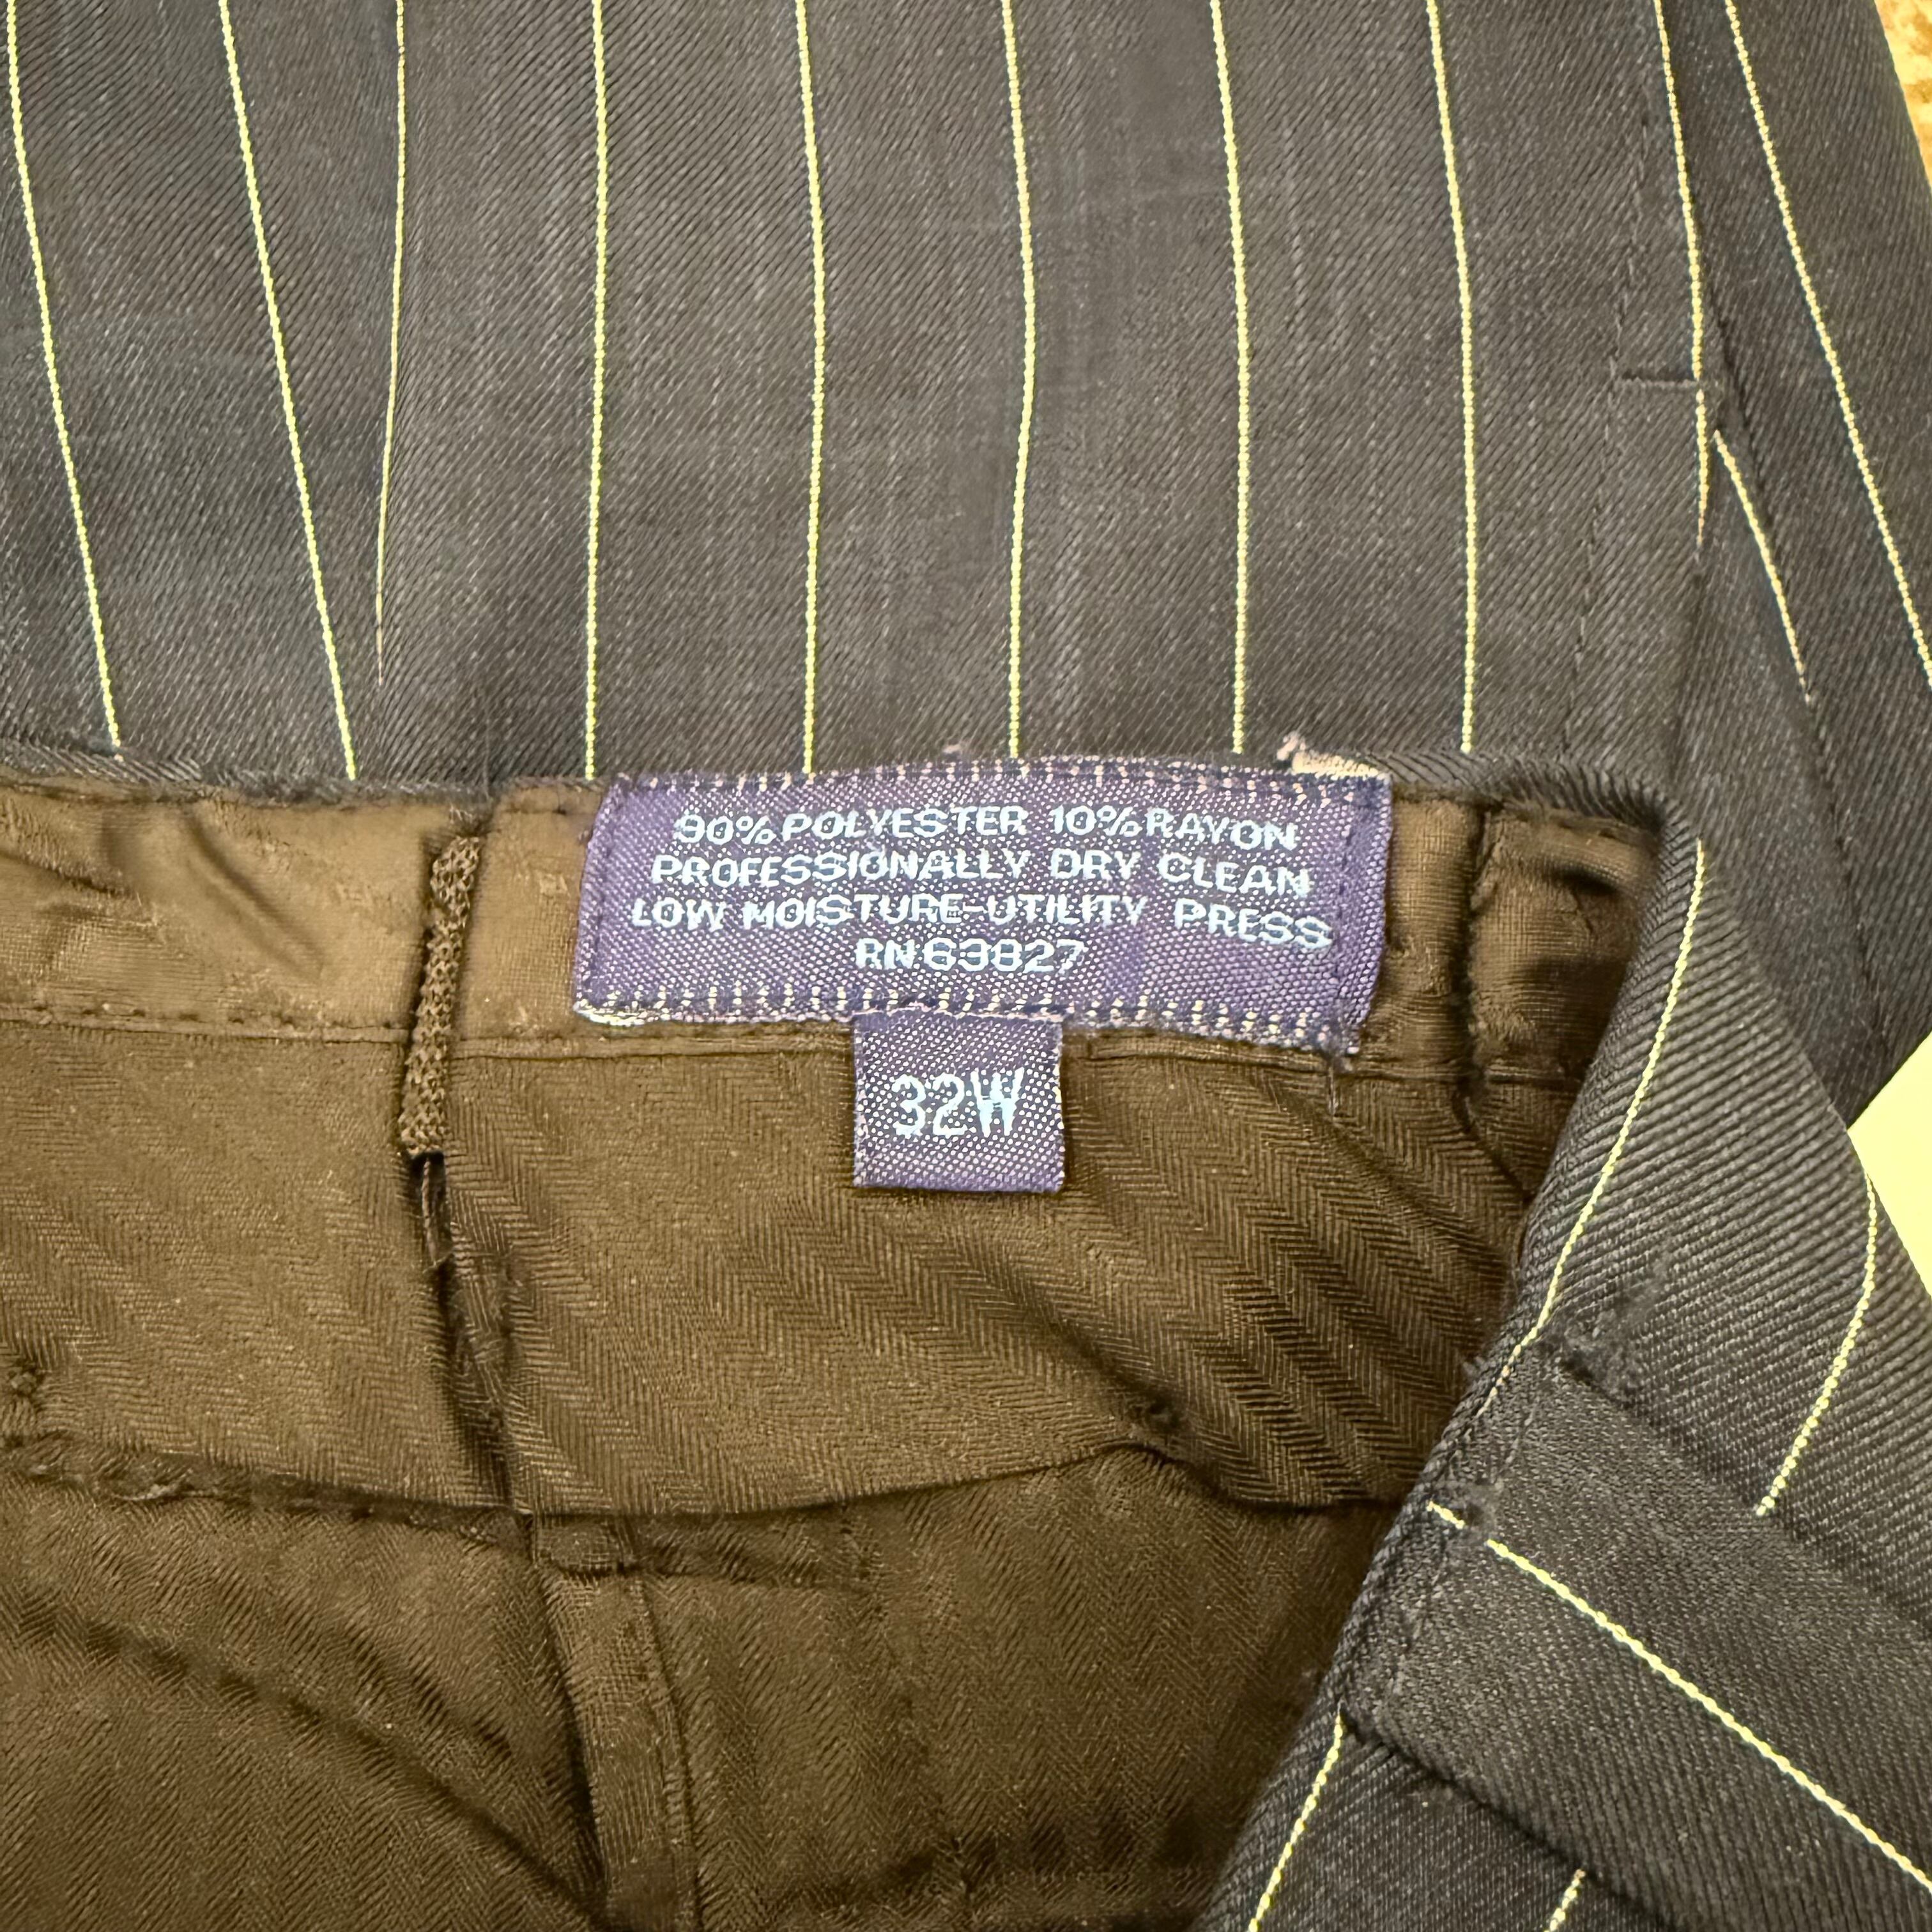 90% POLYESTER 10% RAYON
PROFESSIONALLY DRY CLEAN
LOW MOISTURE-UTILITY PRESS
RN 63827
32W